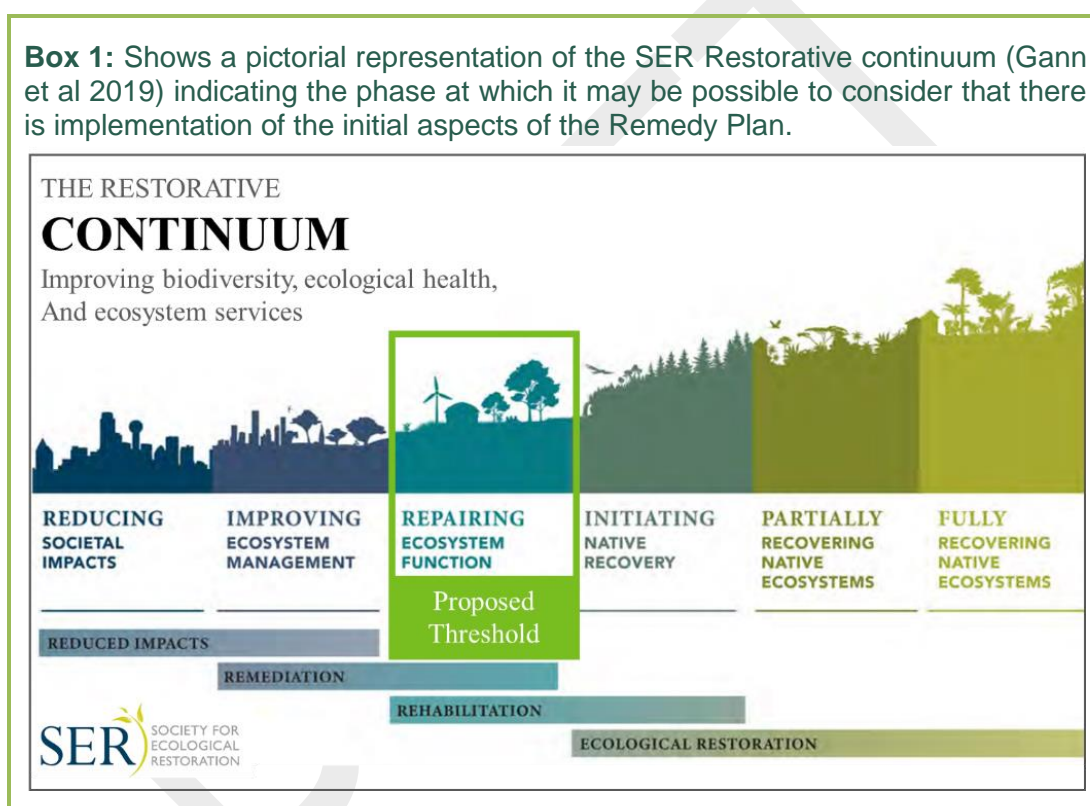 Box 1: Shows a pictorial representation of the SER Restorative continuum (Gann
et al 2019) indicating the phase at which it may be possible to consider that there
is implementation of the initial aspects of the Remedy Plan.
THE RESTORATIVE
CONTINUUM
Improving biodiversity, ecological health,
And ecosystem services
REDUCING
SOCIETAL
IMPACTS
IMPROVING
ECOSYSTEM
MANAGEMENT
REPAIRING
ECOSYSTEM
FUNCTION
INITIATING
NATIVE
RECOVERY
PARTIALLY
RECOVERING
NATIVE
ECOSYSTEMS
FULLY
RECOVERING
NATIVE
ECOSYSTEMS
Proposed
Threshold
REDUCED IMPACTS
REMEDIATION
REHABILITATION
ECOLOGICAL RESTORATION
SER
SOCIETY FOR
ECOLOGICAL
RESTORATION